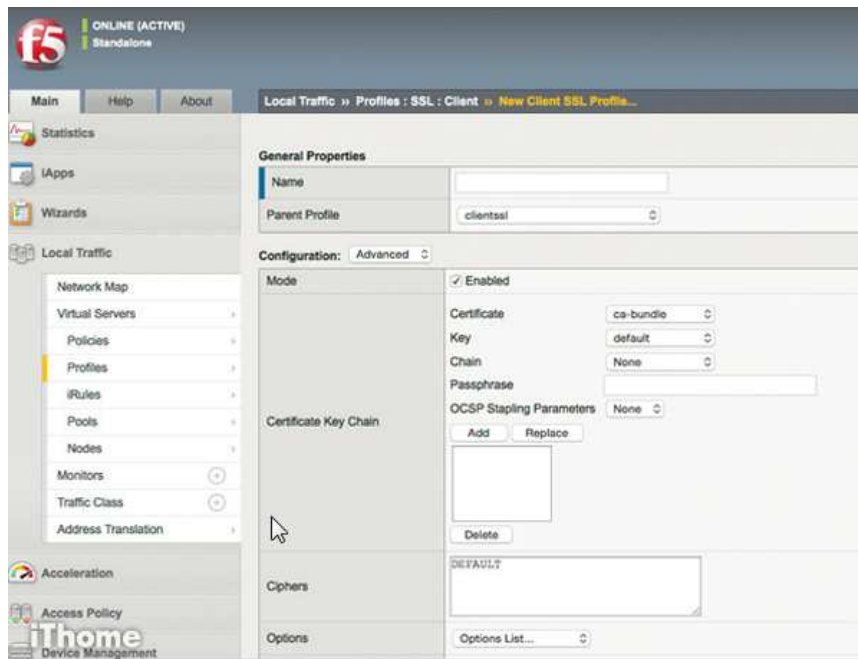 f5
ONLINE (ACTIVE)
Standalone
Main
Help
About
Local Traffic » Profiles : SSL : Client » New Client SSL Profile...
Statistics
iApps
Wizards
Local Traffic
Network Map
Virtual Servers
Policies
Profiles
iRules
Pools
Nodes
Monitors
Traffic Class
Address Translation
Acceleration
Access Policy
Device Management
iThome
General Properties
Name
Parent Profile
clientssl
Configuration: Advanced
Mode
Enabled
Certificate Key Chain
Certificate
ca-bundle
Key
default
Chain
None
Passphrase
OCSP Stapling Parameters
None
Add
Replace
Delete
Ciphers
DEFAULT
Options
Options List...